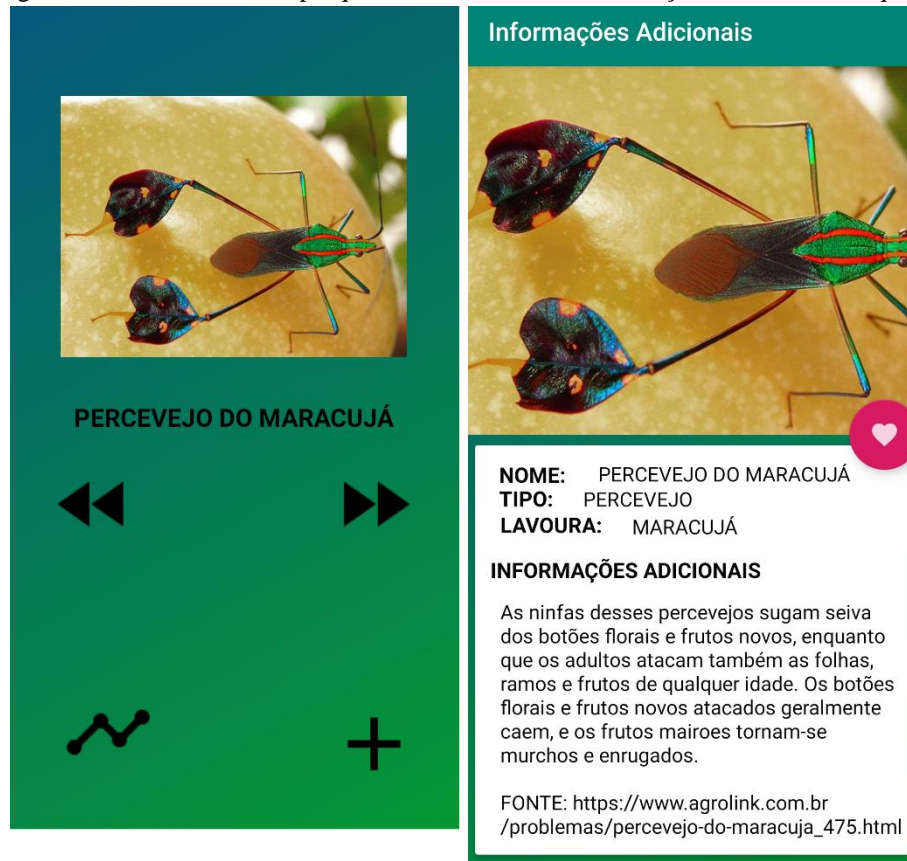 PERCEVEJO DO MARACUJÁ
Informações Adicionais
NOME: PERCEVEJO DO MARACUJÁ
TIPO: PERCEVEJO
LAVOURA: MARACUJÁ
INFORMAÇÕES ADICIONAIS
As ninfas desses percevejos sugam seiva
dos botões florais e frutos novos, enquanto
que os adultos atacam também as folhas,
ramos e frutos de qualquer idade. Os botões
florais e frutos novos atacados geralmente
caem, e os frutos mairoes tornam-se
murchos e enrugados.
FONTE: https://www.agrolink.com.br
/problemas/percevejo-do-maracuja_475.html